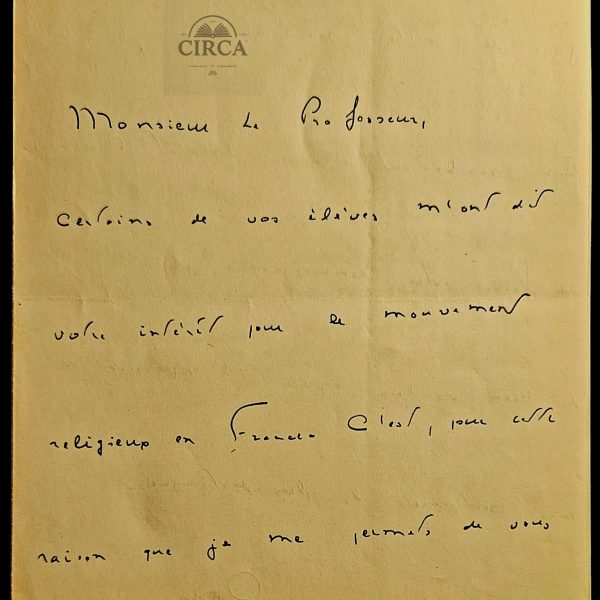 CIRCA
Monsieur Le Professeur,
Certains de vos élèves m'ont dit
votre intérêt pour le mouvement
religieux en France. C'est, pour cette
raison que je me permets de vous